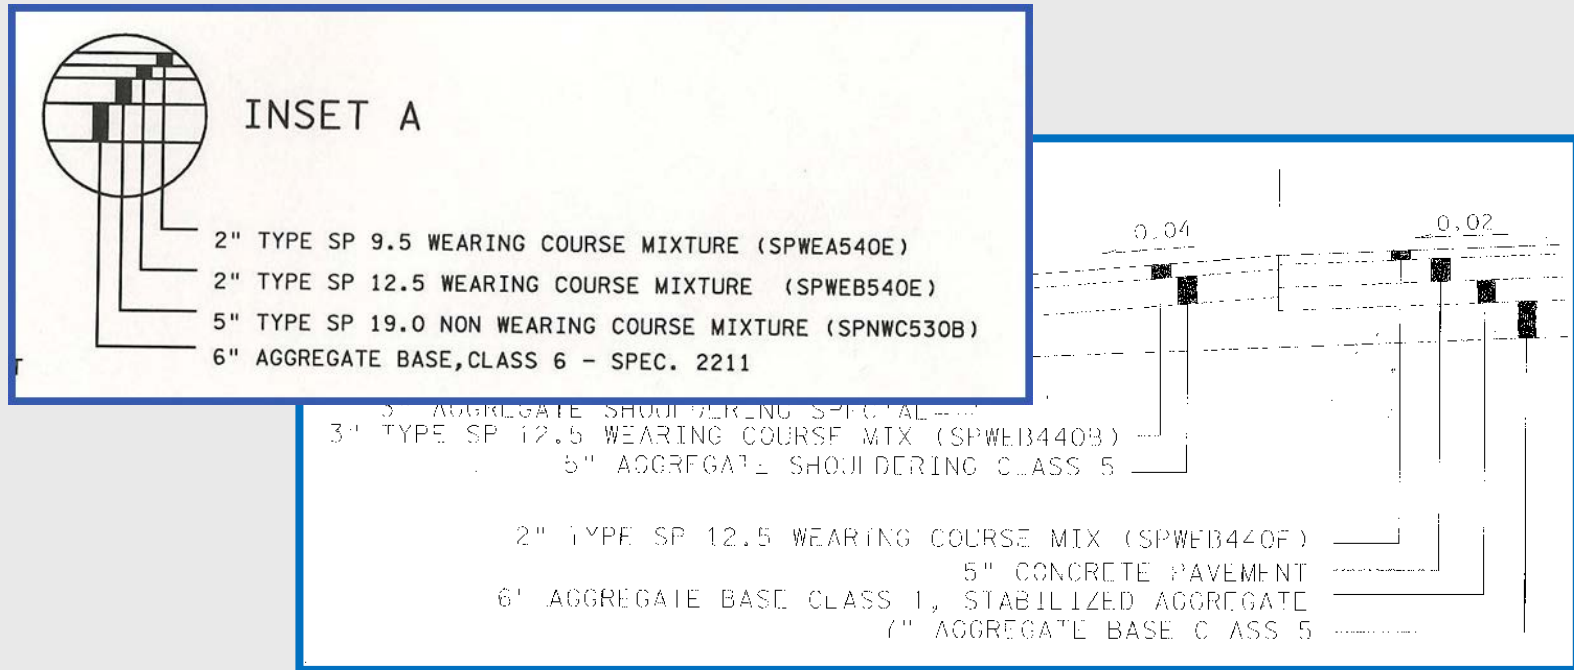 INSET A
2" TYPE SP 9.5 WEARING COURSE MIXTURE (SPWEA540E)
2" TYPE SP 12.5 WEARING COURSE MIXTURE (SPWEB540E)
5" TYPE SP 19.0 NON WEARING COURSE MIXTURE (SPNWC530B)
6" AGGREGATE BASE, CLASS 6 - SPEC. 2211
T
0.04
0.02
AGGREGATE SHOULDERING SPECIAL
3" TYPE SP 12.5 WEARING COURSE MIX (SPWEB440B)
5" AGGREGATE SHOULDERING CLASS 5
2" TYPE SP 12.5 WEARING COURSE MIX (SPWEB440F)
5" CONCRETE PAVEMENT
6" AGGREGATE BASE CLASS 1, STABILIZED AGGREGATE
7" AGGREGATE BASE CLASS 5